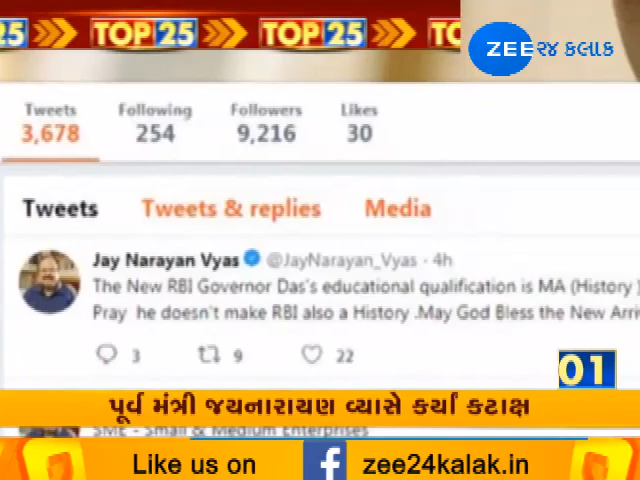 25 TOP 25 TOP 25 TO
ZEE ૨૪ કલાક
Tweets Following Followers Likes
3,678 254 9,216 30
Tweets Tweets & replies Media
Jay Narayan Vyas @JayNarayan_Vyas · 4h
The New RBI Governor Das's educational qualification is MA (History )
Pray he doesn't make RBI also a History .May God Bless the New Arri
3 9 22
01
પૂર્વ મંત્રી જયનારાયણ વ્યાસે કર્યાં કટાક્ષ
SME - Small & Medium Enterprises
Like us on f zee24kalak.in